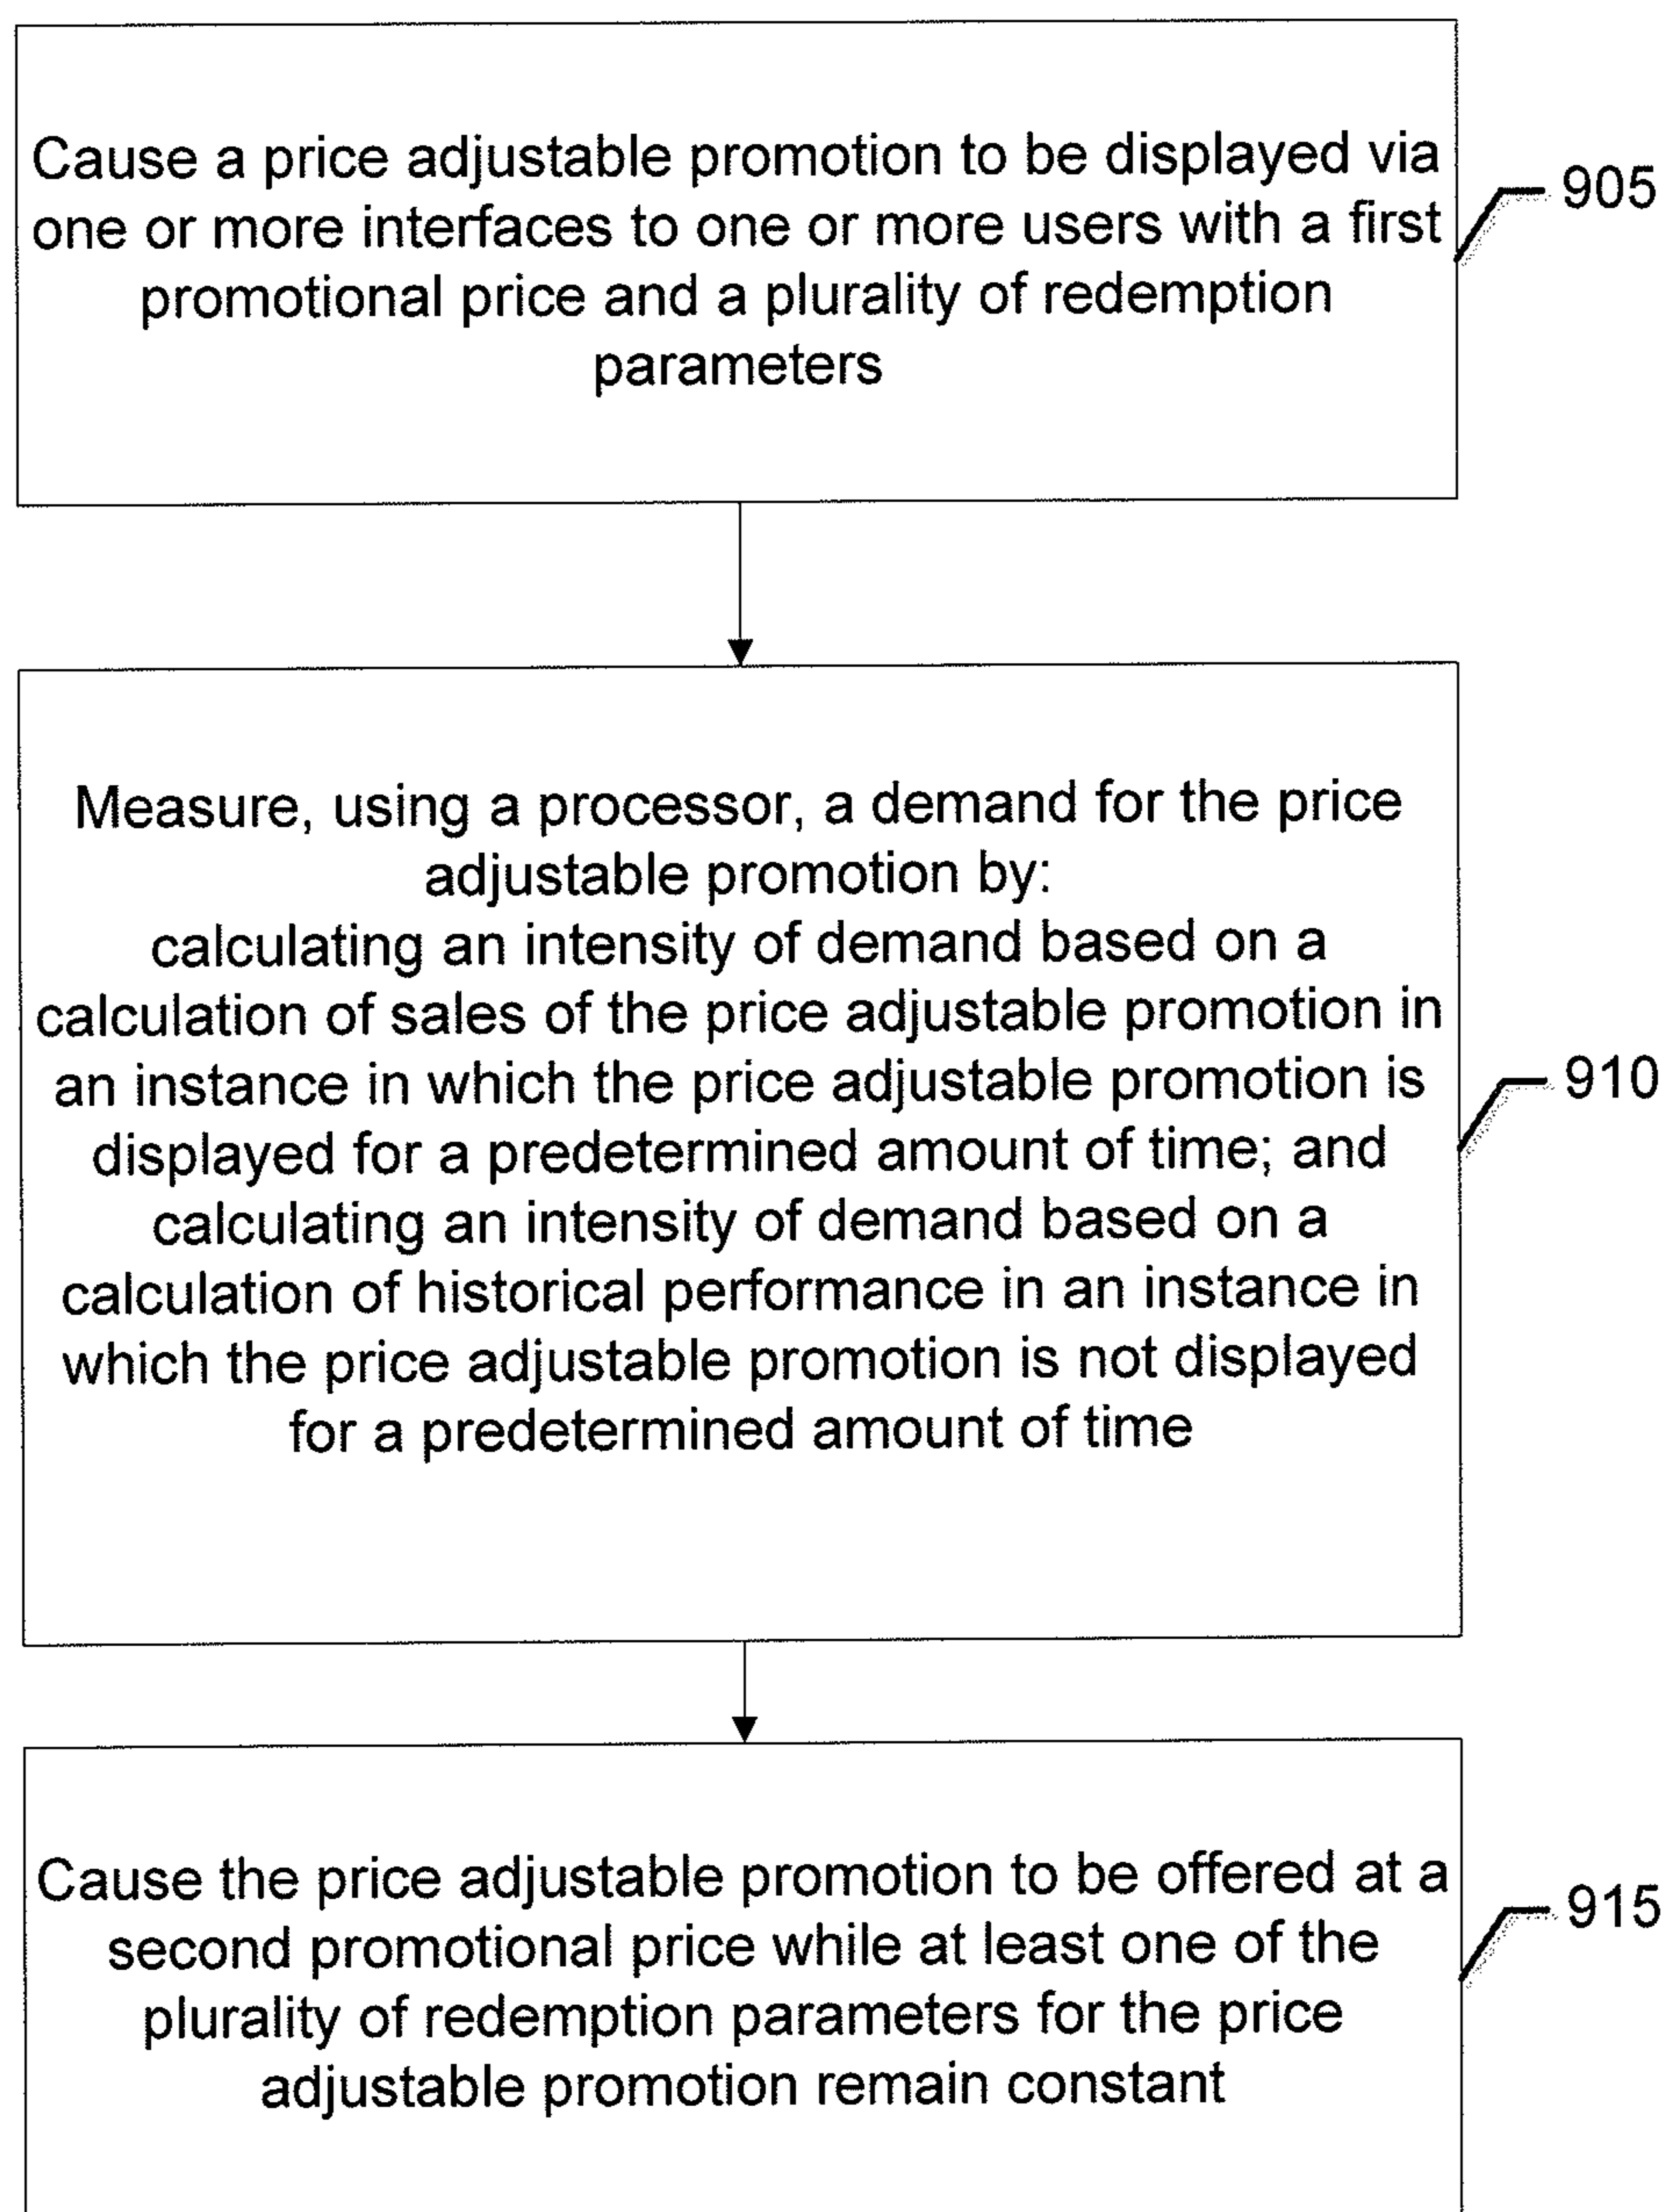 Cause a price adjustable promotion to be displayed via
one or more interfaces to one or more users with a first
promotional price and a plurality of redemption
parameters
905
Measure, using a processor, a demand for the price
adjustable promotion by:
calculating an intensity of demand based on a
calculation of sales of the price adjustable promotion in
an instance in which the price adjustable promotion is
displayed for a predetermined amount of time; and
calculating an intensity of demand based on a
calculation of historical performance in an instance in
which the price adjustable promotion is not displayed
for a predetermined amount of time
910
Cause the price adjustable promotion to be offered at a
second promotional price while at least one of the
plurality of redemption parameters for the price
adjustable promotion remain constant
915